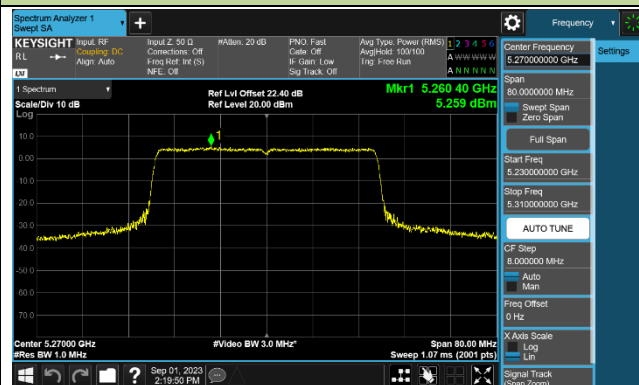 Spectrum Analyzer 1
Swept SA
+
Frequency
KEYSIGHT
RL
LXI
Input: RF
Coupling: DC
Align: Auto
Input Z: 50 Ω
Corrections: Off
Freq Ref: Int (S)
NFE: Off
#Atten: 20 dB
PNO: Fast
Gate: Off
IF Gain: Low
Sig Track: Off
Avg Type: Power (RMS)
Avg|Hold: 100/100
Trig: Free Run
1 2 3 4 5 6
A W W W W W
A N N N N N
1 Spectrum
Scale/Div 10 dB
Log
Ref Lvl Offset 22.40 dB
Ref Level 20.00 dBm
Mkr1 5.260 40 GHz
5.259 dBm
1
10.0
0.00
-10.0
-20.0
-30.0
-40.0
-50.0
-60.0
-70.0
Center 5.27000 GHz
#Res BW 1.0 MHz
#Video BW 3.0 MHz*
Span 80.00 MHz
Sweep 1.07 ms (2001 pts)
Center Frequency
5.270000000 GHz
Settings
Span
80.0000000 MHz
Swept Span
Zero Span
Full Span
Start Freq
5.230000000 GHz
Stop Freq
5.310000000 GHz
AUTO TUNE
CF Step
8.000000 MHz
Auto
Man
Freq Offset
0 Hz
X Axis Scale
Log
Lin
Signal Track
(Span Zoom)
Sep 01, 2023
2:19:50 PM